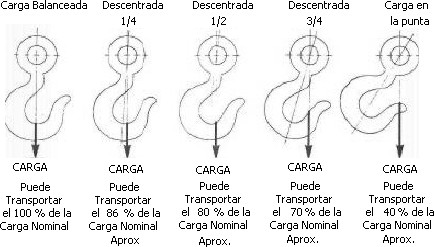 Carga Balanceada
Descentrada
1/4
Descentrada
1/2
Descentrada
3/4
Carga en
la punta
CARGA
Puede
Transportar
el 100 % de la
Carga Nominal
CARGA
Puede
Transportar
el 86 % de la
Carga Nominal
Aprox
CARGA
Puede
Transportar
el 80 % de la
Carga Nominal
Aprox.
CARGA
Puede
Transportar
el 70 % de la
Carga Nominal
Aprox.
CARGA
Puede
Transportar
el 40 % de la
Carga Nominal
Aprox.